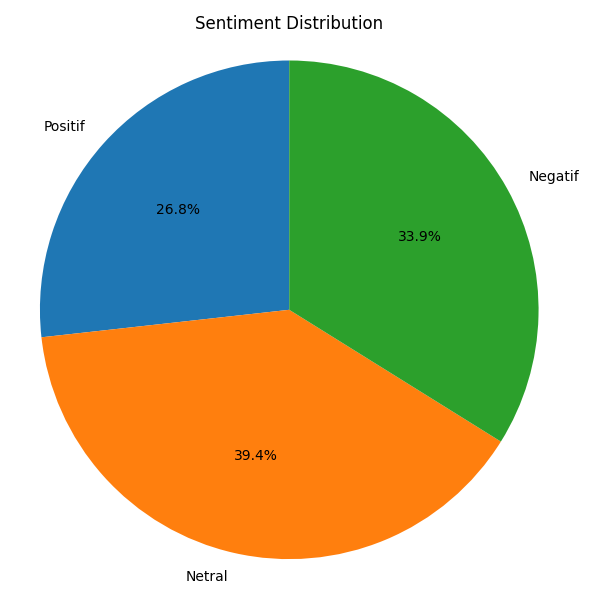 Sentiment Distribution
Positif
26.8%
Negatif
33.9%
39.4%
Netral